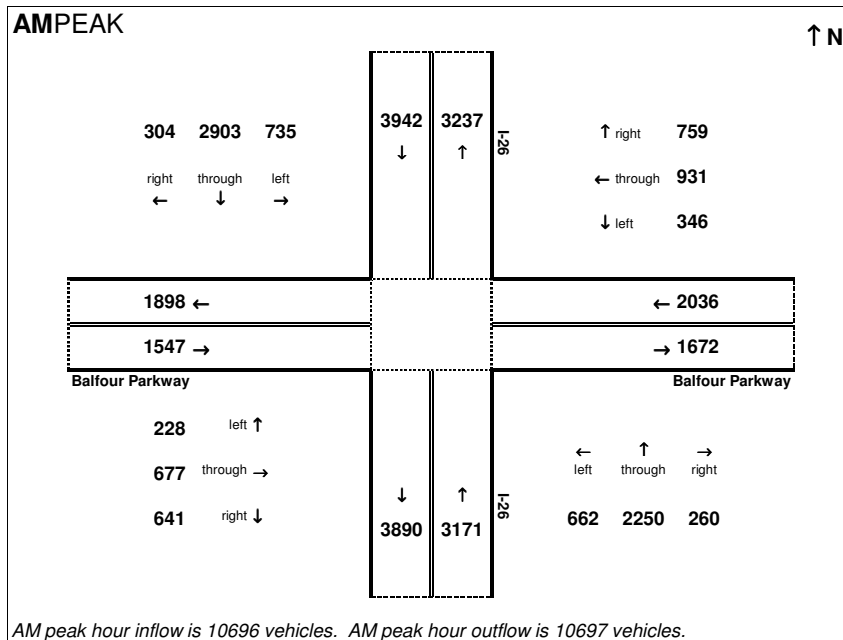 AMPEAK
↑ N
304 2903 735
right through left
← ↓ →
3942 3237
↓ ↑
I-26
↑ right 759
← through 931
↓ left 346
1898 ←
1547 →
← 2036
→ 1672
Balfour Parkway
Balfour Parkway
228 left ↑
677 through →
641 right ↓
↓ ↑
3890 3171
I-26
← ↑ →
left through right
662 2250 260
AM peak hour inflow is 10696 vehicles. AM peak hour outflow is 10697 vehicles.